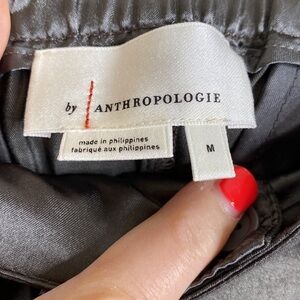 by ANTHROPOLOGIE
made in philippines
fabriqué aux philippines
M